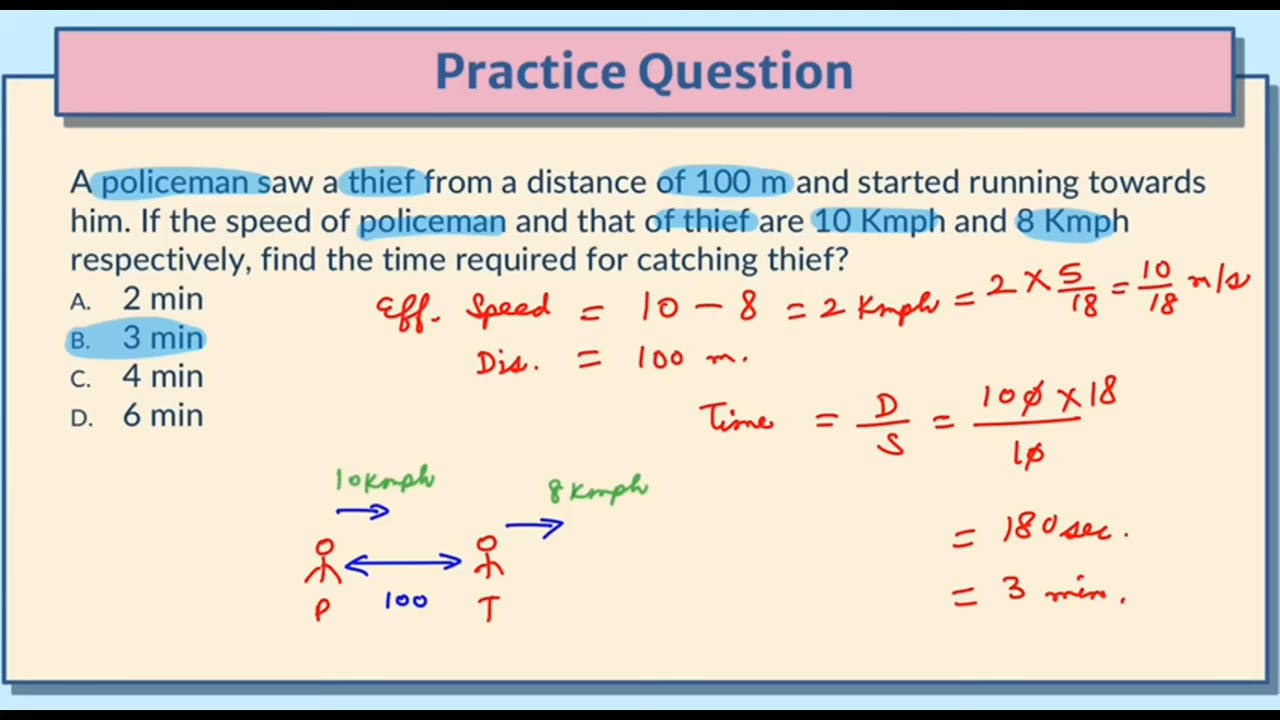 Practice Question
A policeman saw a thief from a distance of 100 m and started running towards
him. If the speed of policeman and that of thief are 10 Kmph and 8 Kmph
respectively, find the time required for catching thief?
A. 2 min
B. 3 min
C. 4 min
D. 6 min
Eff. Speed = 10 - 8 = 2 Kmph = 2 × 5/18 = 10/18 m/s
Dis. = 100 m.
Time = D/S = 100 × 18/10
= 180 sec.
= 3 min.
10 Kmph
8 Kmph
100
P
T